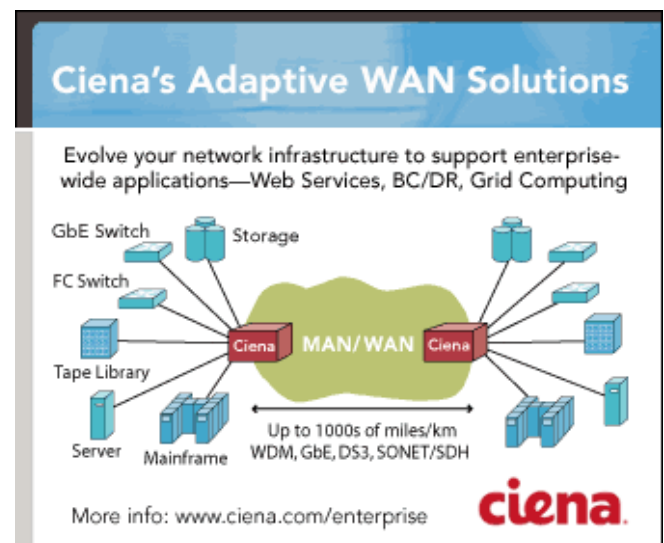 Ciena's Adaptive WAN Solutions
Evolve your network infrastructure to support enterprise-
wide applications—Web Services, BC/DR, Grid Computing
GbE Switch
Storage
FC Switch
Ciena
MAN/WAN
Ciena
Tape Library
Server
Mainframe
Up to 1000s of miles/km
WDM, GbE, DS3, SONET/SDH
More info: www.ciena.com/enterprise
ciena.